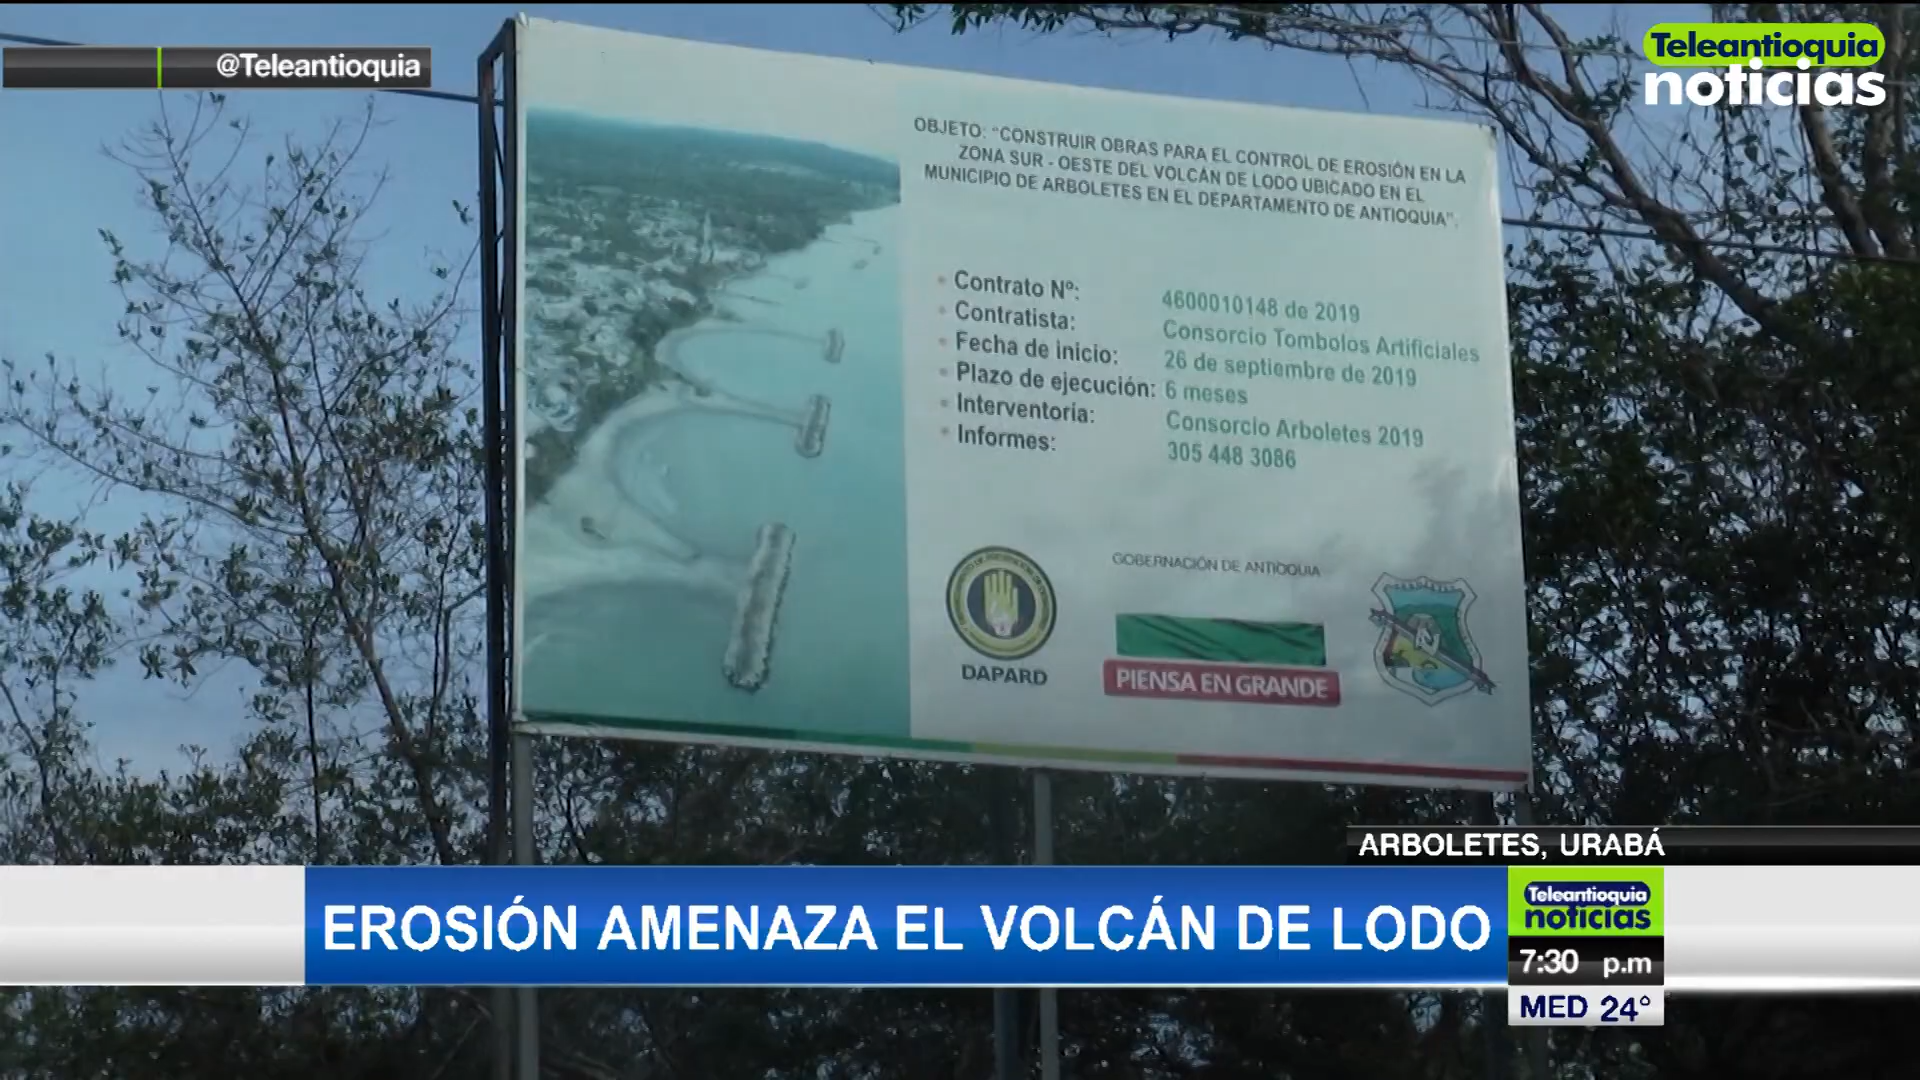 @Teleantioquia
Teleantioquia
noticias
OBJETO: "CONSTRUIR OBRAS PARA EL CONTROL DE EROSIÓN EN LA
ZONA SUR - OESTE DEL VOLCÁN DE LODO UBICADO EN EL
MUNICIPIO DE ARBOLETES EN EL DEPARTAMENTO DE ANTIOQUIA".
• Contrato Nº: 4600010148 de 2019
• Contratista: Consorcio Tombolos Artificiales
• Fecha de inicio: 26 de septiembre de 2019
• Plazo de ejecución: 6 meses
• Interventoría: Consorcio Arboletes 2019
• Informes: 305 448 3086
DAPARD
GOBERNACIÓN DE ANTIOQUIA
PIENSA EN GRANDE
ARBOLETES, URABÁ
EROSIÓN AMENAZA EL VOLCÁN DE LODO
Teleantioquia
noticias
7:30 p.m
MED 24°